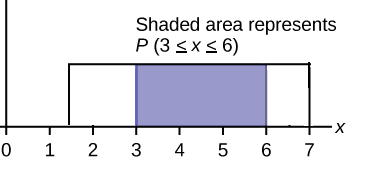 Shaded area represents
P (3 ≤ x ≤ 6)
x
0 1 2 3 4 5 6 7